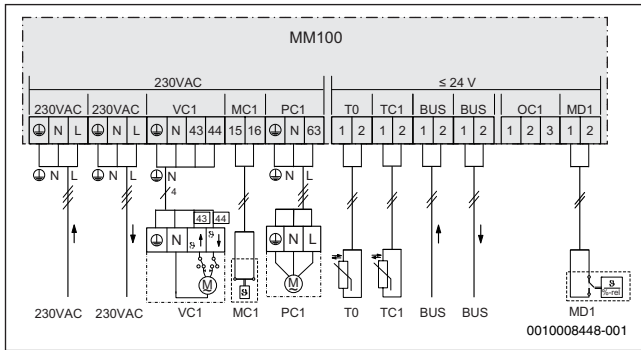 MM100
230VAC ≤ 24 V
230VAC 230VAC VC1 MC1 PC1 T0 TC1 BUS BUS OC1 MD1
N L N L N 43 44 15 16 N 63 1 2 1 2 1 2 1 2 1 2 3 1 2
N L N L N N L
4
43 44
N ϑ ϑ N L
M M
ϑ
ϑ
%-rel
230VAC 230VAC VC1 MC1 PC1 T0 TC1 BUS BUS MD1
0010008448-001